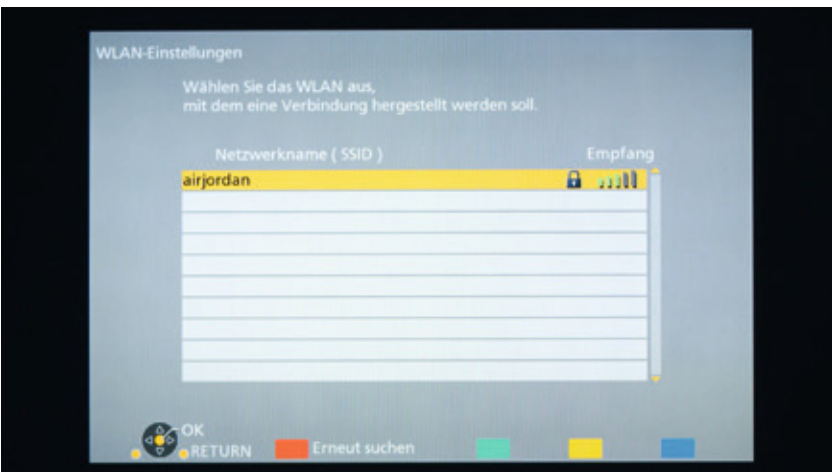 WLAN-Einstellungen
Wählen Sie das WLAN aus,
mit dem eine Verbindung hergestellt werden soll.
Netzwerkname ( SSID ) Empfang
airjordan
OK
RETURN Erneut suchen